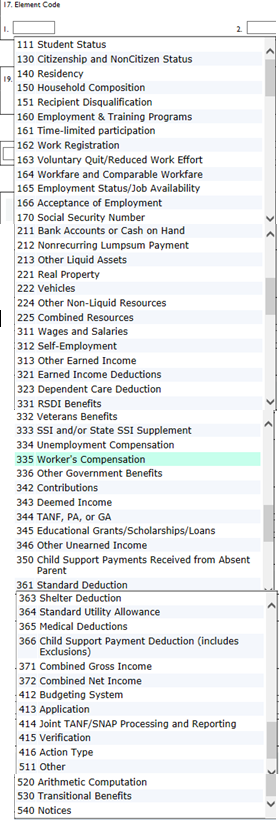 17. Element Code
1.
2.
111 Student Status
130 Citizenship and NonCitizen Status
140 Residency
19.
150 Household Composition
151 Recipient Disqualification
160 Employment & Training Programs
161 Time-limited participation
162 Work Registration
163 Voluntary Quit/Reduced Work Effort
164 Workfare and Comparable Workfare
165 Employment Status/Job Availability
166 Acceptance of Employment
170 Social Security Number
211 Bank Accounts or Cash on Hand
212 Nonrecurring Lumpsum Payment
213 Other Liquid Assets
221 Real Property
222 Vehicles
224 Other Non-Liquid Resources
225 Combined Resources
311 Wages and Salaries
312 Self-Employment
313 Other Earned Income
321 Earned Income Deductions
323 Dependent Care Deduction
331 RSDI Benefits
332 Veterans Benefits
333 SSI and/or State SSI Supplement
334 Unemployment Compensation
335 Worker's Compensation
336 Other Government Benefits
342 Contributions
343 Deemed Income
344 TANF, PA, or GA
345 Educational Grants/Scholarships/Loans
346 Other Unearned Income
350 Child Support Payments Received from Absent
Parent
361 Standard Deduction
363 Shelter Deduction
364 Standard Utility Allowance
365 Medical Deductions
366 Child Support Payment Deduction (includes
Exclusions)
371 Combined Gross Income
372 Combined Net Income
412 Budgeting System
413 Application
414 Joint TANF/SNAP Processing and Reporting
415 Verification
416 Action Type
511 Other
520 Arithmetic Computation
530 Transitional Benefits
540 Notices